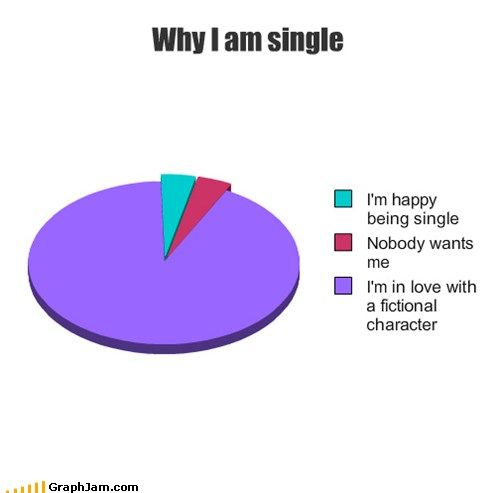 Why I am single
I'm happy
being single
Nobody wants
me
I'm in love with
a fictional
character
GraphJam.com